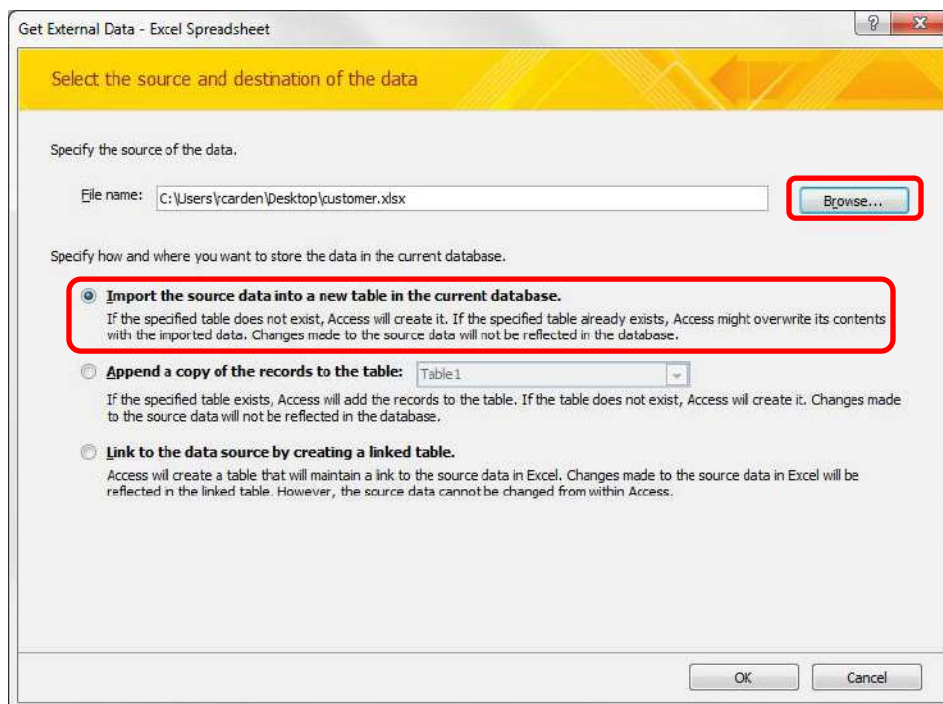 Get External Data - Excel Spreadsheet
Select the source and destination of the data
Specify the source of the data.
File name: C:\Users\rcarden\Desktop\customer.xlsx Browse...
Specify how and where you want to store the data in the current database.
Import the source data into a new table in the current database.
If the specified table does not exist, Access will create it. If the specified table already exists, Access might overwrite its contents
with the imported data. Changes made to the source data will not be reflected in the database.
Append a copy of the records to the table: Table1
If the specified table exists, Access will add the records to the table. If the table does not exist, Access will create it. Changes made
to the source data will not be reflected in the database.
Link to the data source by creating a linked table.
Access will create a table that will maintain a link to the source data in Excel. Changes made to the source data in Excel will be
reflected in the linked table. However, the source data cannot be changed from within Access.
OK Cancel